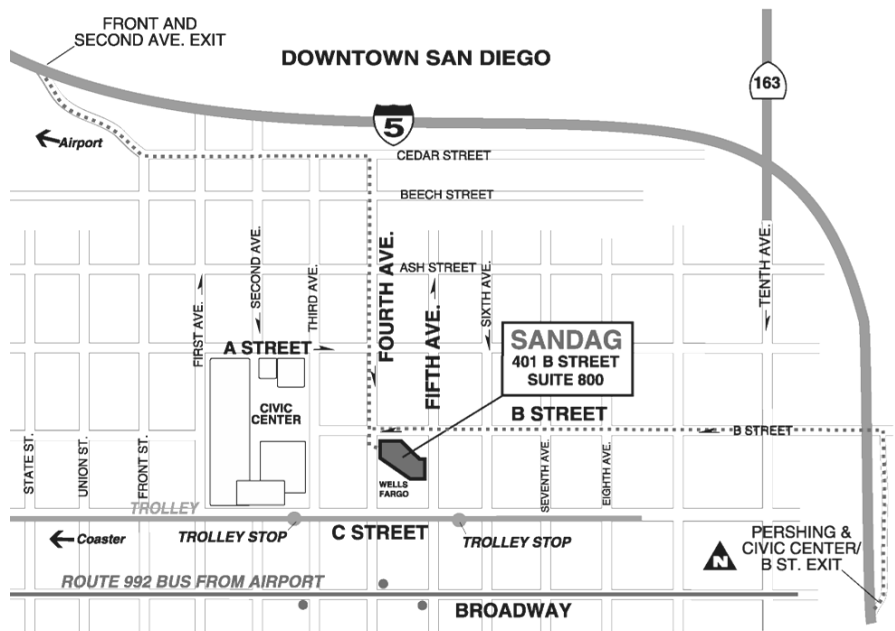 FRONT AND
SECOND AVE. EXIT
DOWNTOWN SAN DIEGO
163
5
Airport
CEDAR STREET
BEECH STREET
ASH STREET
FIRST AVE.
SECOND AVE.
THIRD AVE.
FOURTH AVE.
FIFTH AVE.
SIXTH AVE.
TENTH AVE.
A STREET
SANDAG
401 B STREET
SUITE 800
CIVIC
CENTER
B STREET
B STREET
STATE ST.
UNION ST.
FRONT ST.
SEVENTH AVE.
EIGHTH AVE.
WELLS
FARGO
TROLLEY
TROLLEY STOP
C STREET
TROLLEY STOP
Coaster
PERSHING &
CIVIC CENTER/
B ST. EXIT
N
ROUTE 992 BUS FROM AIRPORT
BROADWAY